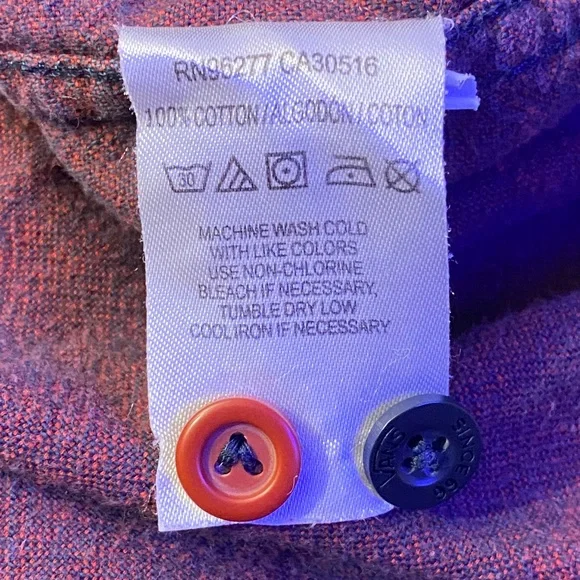 RN96277 CA30516
100% COTTON / ALGODON / COTON
30
MACHINE WASH COLD
WITH LIKE COLORS
USE NON-CHLORINE
BLEACH IF NECESSARY,
TUMBLE DRY LOW
COOL IRON IF NECESSARY
VANS SINCE 66